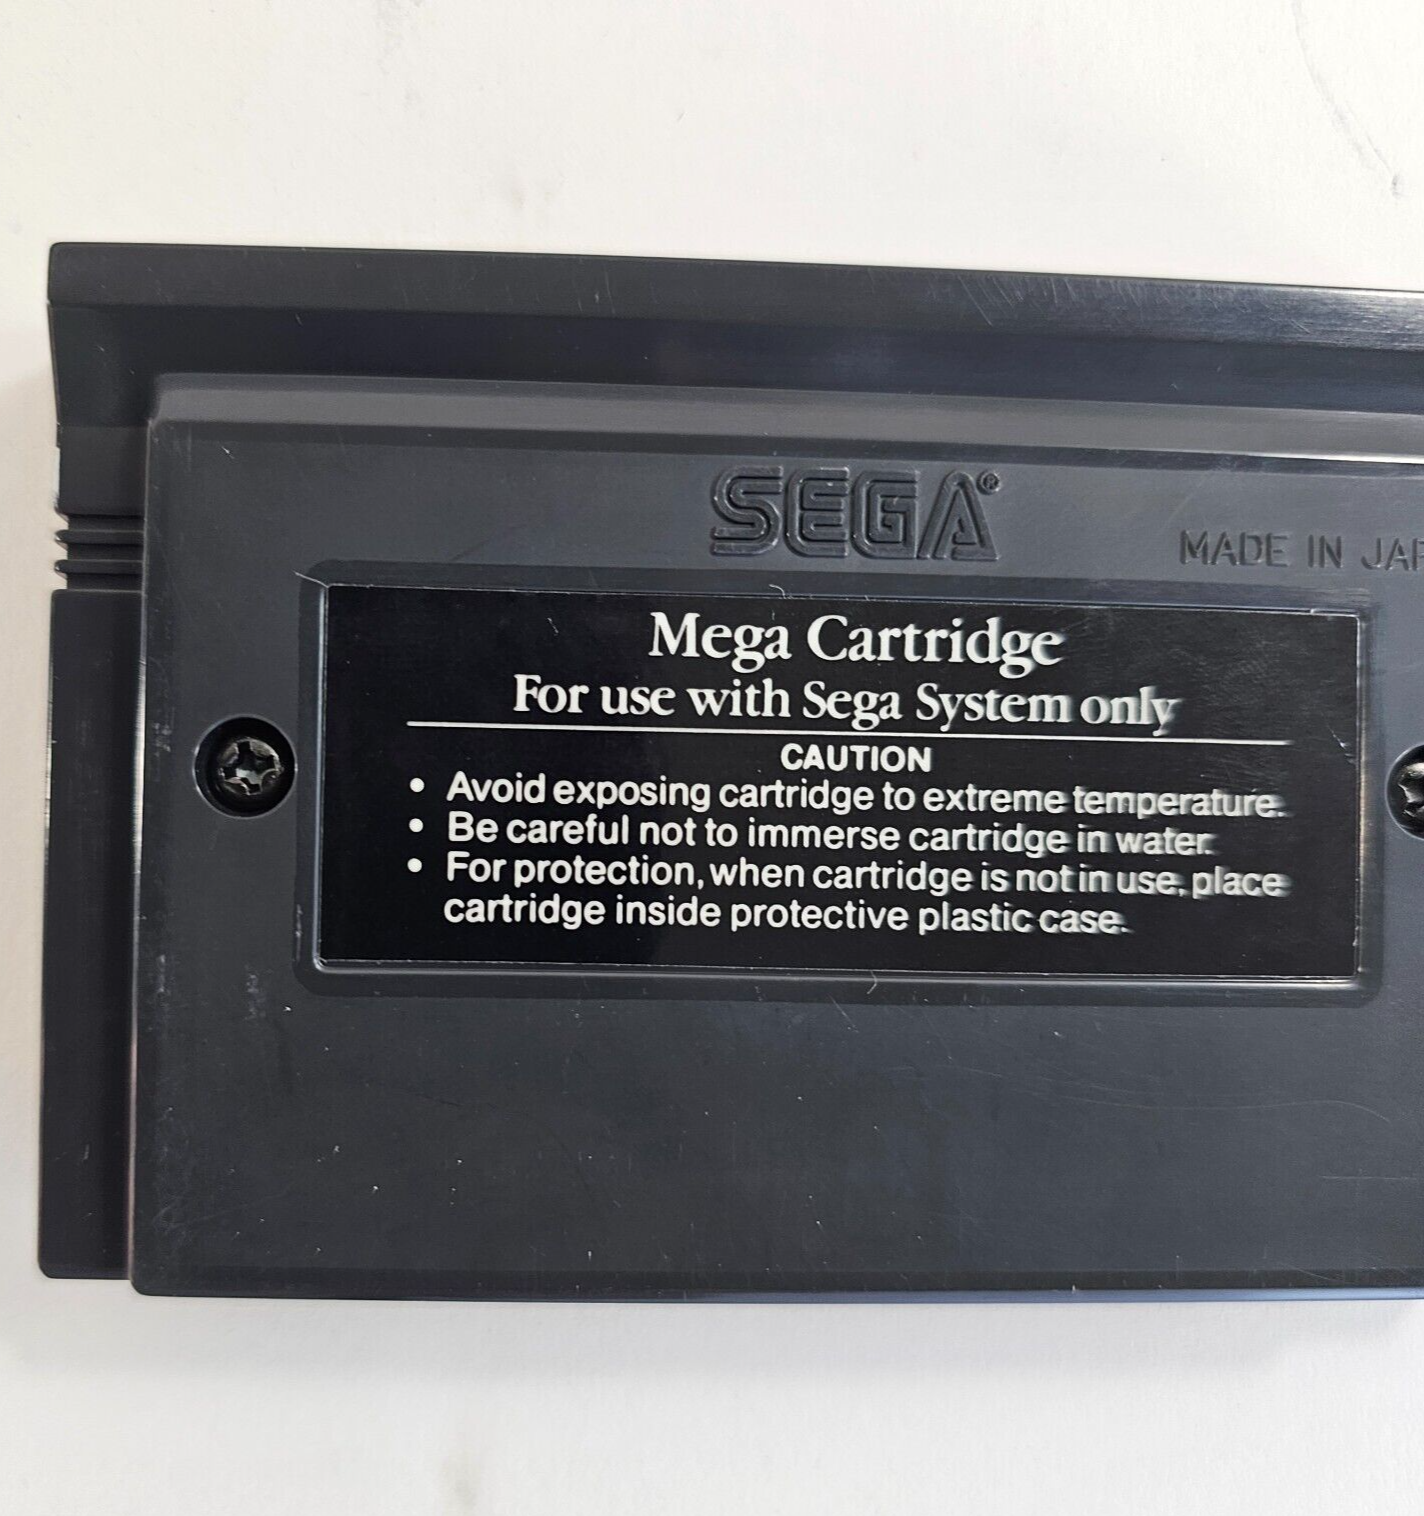 SEGA®
MADE IN JAP
Mega Cartridge
For use with Sega System only
CAUTION
• Avoid exposing cartridge to extreme temperature.
• Be careful not to immerse cartridge in water.
• For protection, when cartridge is not in use, place
cartridge inside protective plastic case.